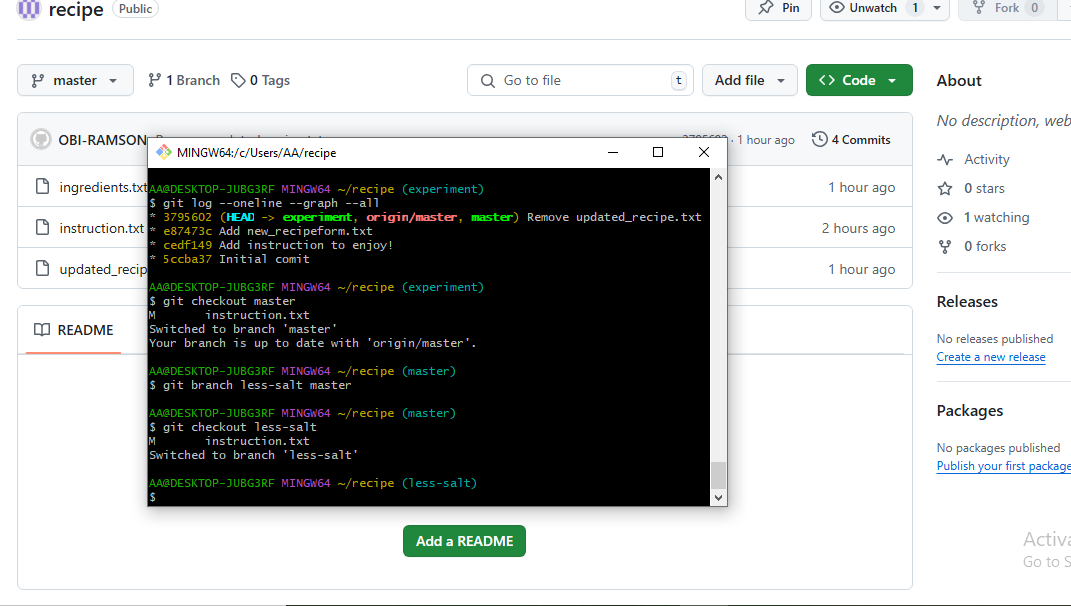 recipe Public Pin Unwatch 1 Fork 0
master 1 Branch 0 Tags Go to file t Add file <> Code
About
No description, web
OBI-RAMSON 3795602 · 1 hour ago 4 Commits
MINGW64:/c/Users/AA/recipe
ingredients.txt 1 hour ago
instruction.txt 2 hours ago
updated_recip 1 hour ago
AA@DESKTOP-JUBG3RF MINGW64 ~/recipe (experiment)
$ git log --oneline --graph --all
* 3795602 (HEAD -> experiment, origin/master, master) Remove updated_recipe.txt
* e87473c Add new_recipeform.txt
* cedf149 Add instruction to enjoy!
* 5ccba37 Initial comit
AA@DESKTOP-JUBG3RF MINGW64 ~/recipe (experiment)
$ git checkout master
M instruction.txt
Switched to branch 'master'
Your branch is up to date with 'origin/master'.
AA@DESKTOP-JUBG3RF MINGW64 ~/recipe (master)
$ git branch less-salt master
AA@DESKTOP-JUBG3RF MINGW64 ~/recipe (master)
$ git checkout less-salt
M instruction.txt
Switched to branch 'less-salt'
AA@DESKTOP-JUBG3RF MINGW64 ~/recipe (less-salt)
$
README
Add a README
Activity
0 stars
1 watching
0 forks
Releases
No releases published
Create a new release
Packages
No packages published
Publish your first package
Activa
Go to S